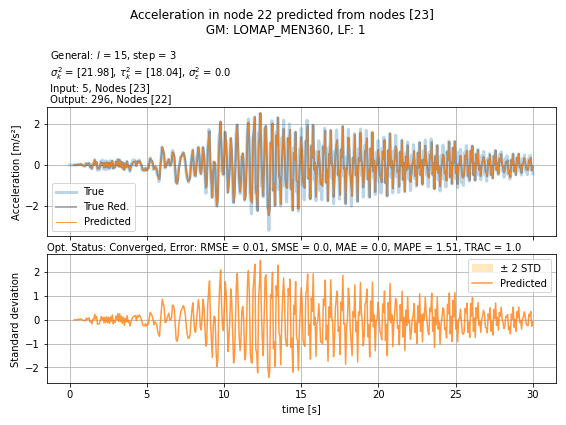 Acceleration in node 22 predicted from nodes [23]
GM: LOMAP_MEN360, LF: 1
General: l = 15, step = 3
σ²ₖ = [21.98], τ²ₖ = [18.04], σ²ε = 0.0
Input: 5, Nodes [23]
Output: 296, Nodes [22]
Acceleration [m/s²]
2
0
−2
True
True Red.
Predicted
Opt. Status: Converged, Error: RMSE = 0.01, SMSE = 0.0, MAE = 0.0, MAPE = 1.51, TRAC = 1.0
Standard deviation
2
1
0
−1
−2
± 2 STD
Predicted
0 5 10 15 20 25 30
time [s]